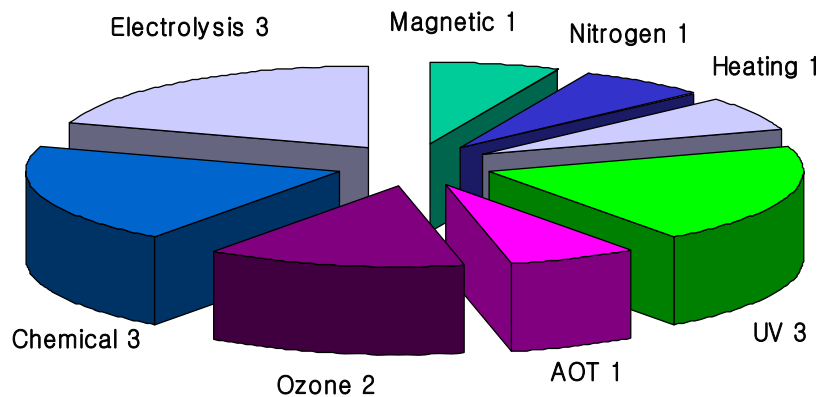 Electrolysis 3
Magnetic 1
Nitrogen 1
Heating 1
UV 3
AOT 1
Ozone 2
Chemical 3